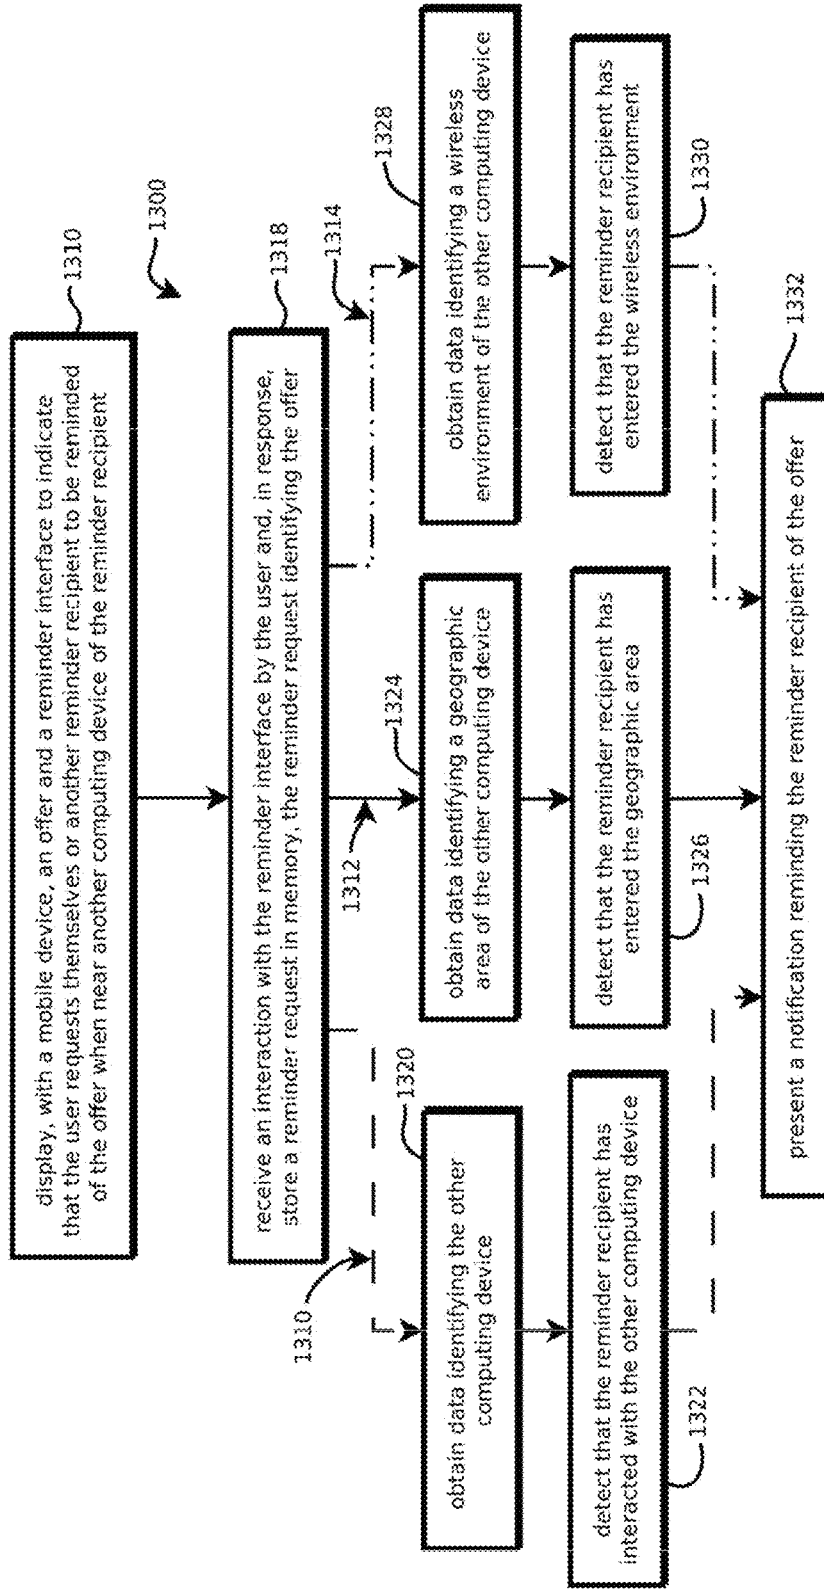 1310
1300
display, with a mobile device, an offer and a reminder interface to indicate
that the user requests themselves or another reminder recipient to be reminded
of the offer when near another computing device of the reminder recipient
1318
receive an interaction with the reminder interface by the user and, in response,
store a reminder request in memory, the reminder request identifying the offer
1310
1312
1314
1320
obtain data identifying the other
computing device
1324
obtain data identifying a geographic
area of the other computing device
1328
obtain data identifying a wireless
environment of the other computing device
1322
detect that the reminder recipient has
interacted with the other computing device
1326
detect that the reminder recipient has
entered the geographic area
1330
detect that the reminder recipient has
entered the wireless environment
1332
present a notification reminding the reminder recipient of the offer